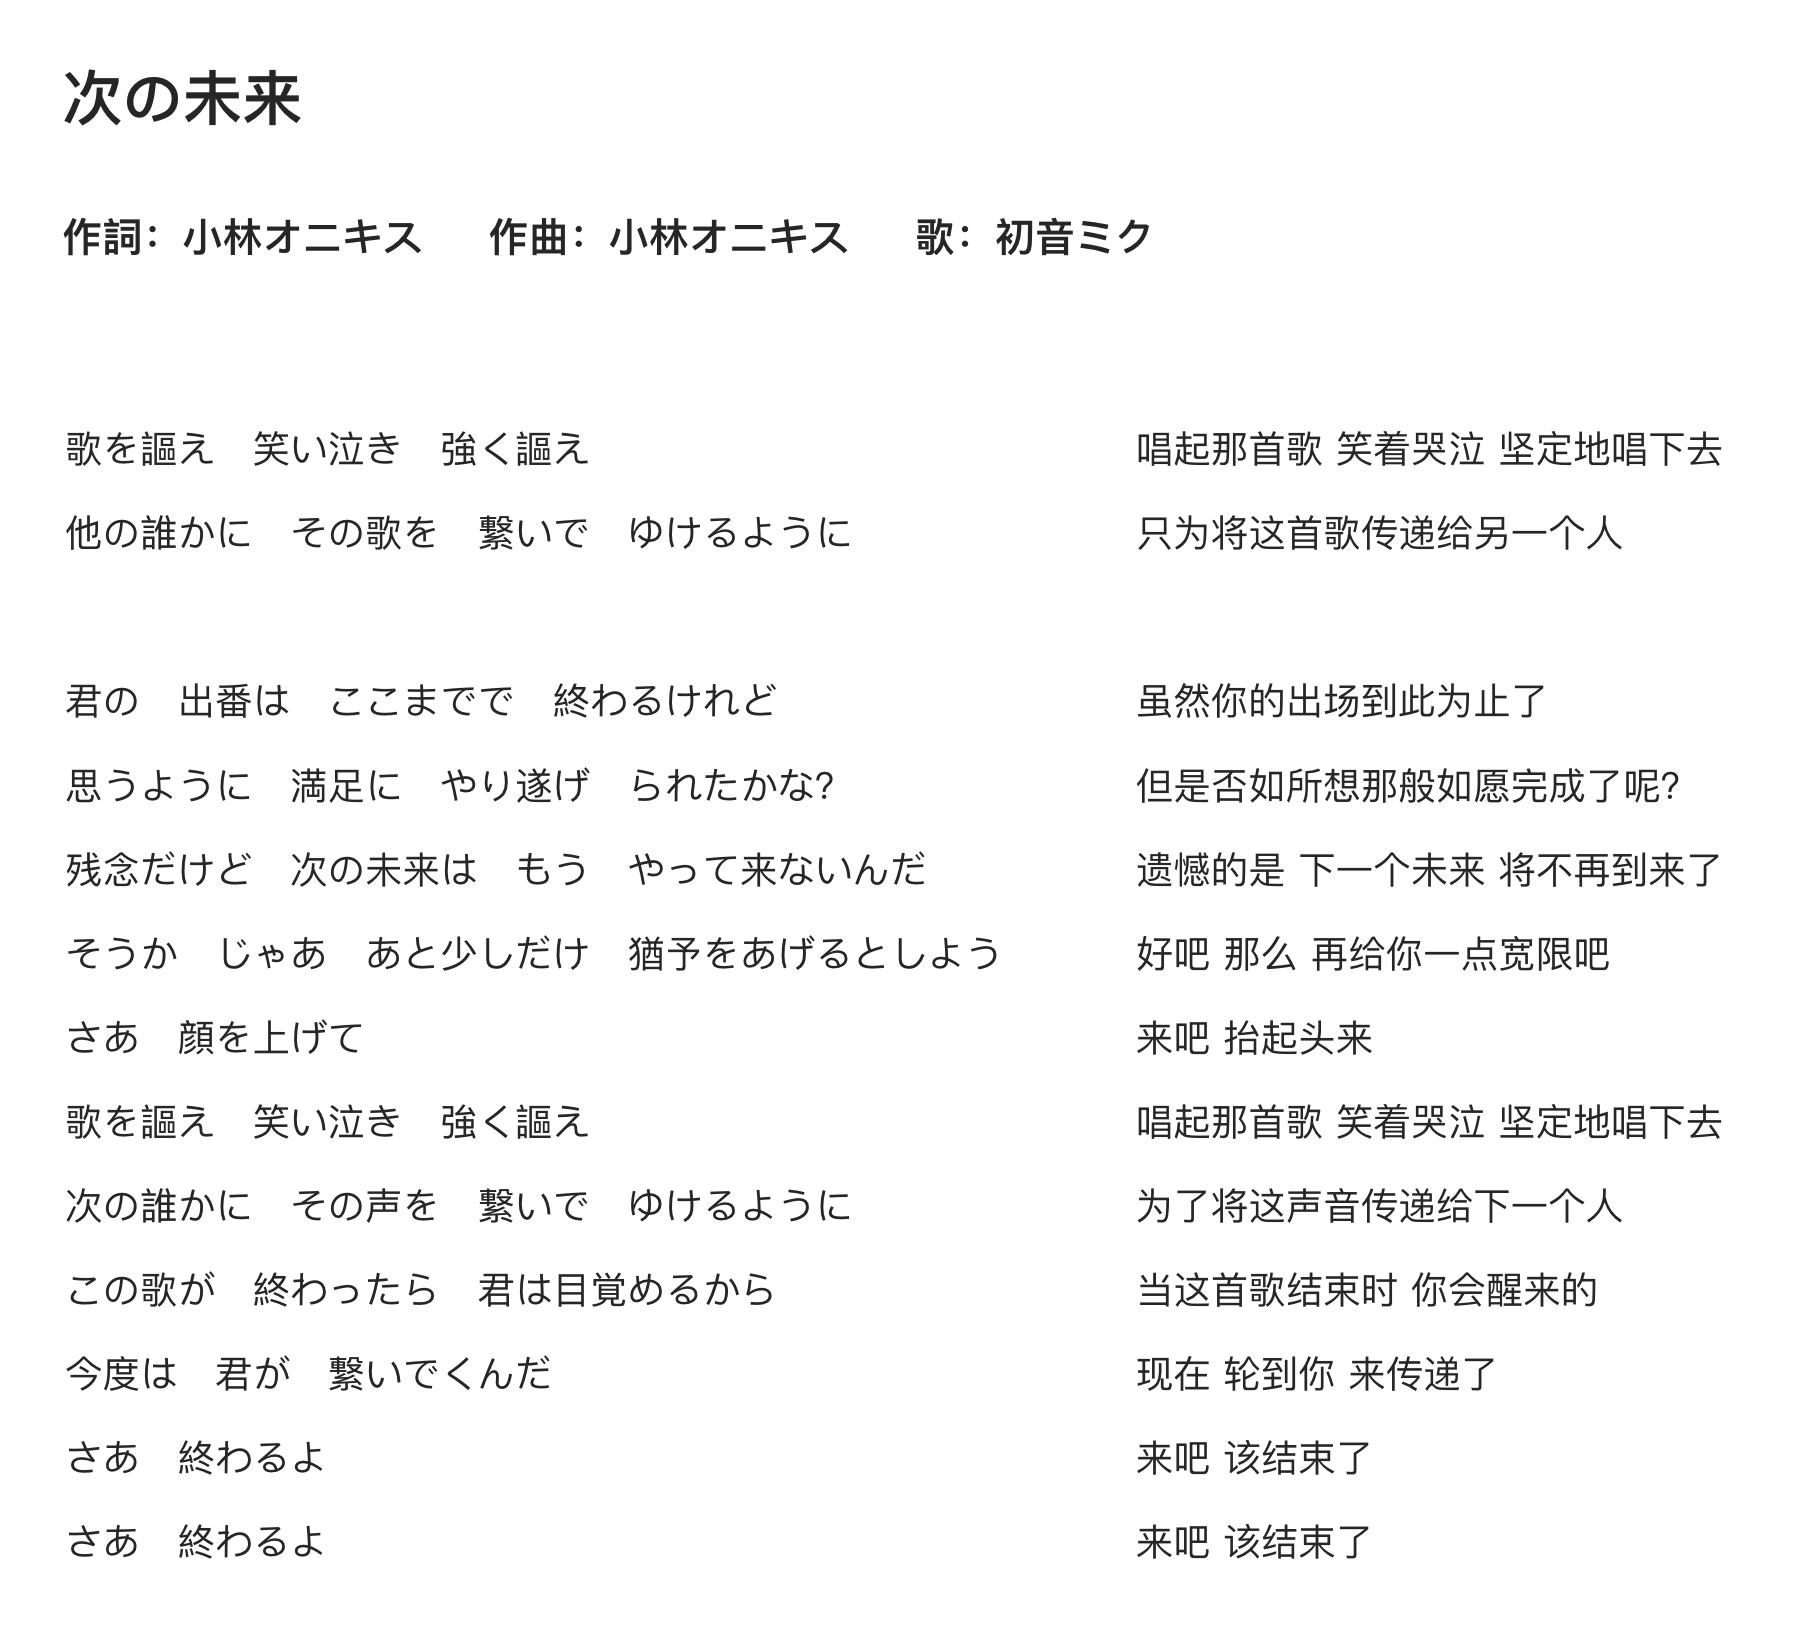 次の未来
作詞：小林オニキス　作曲：小林オニキス　歌：初音ミク
歌を謳え　笑い泣き　強く謳え　唱起那首歌 笑着哭泣 坚定地唱下去
他の誰かに　その歌を　繋いで　ゆけるように　只为将这首歌传递给另一个人
君の　出番は　ここまでで　終わるけれど　虽然你的出场到此为止了
思うように　満足に　やり遂げ　られたかな?　但是否如所想那般如愿完成了呢?
残念だけど　次の未来は　もう　やって来ないんだ　遗憾的是 下一个未来 将不再到来了
そうか　じゃあ　あと少しだけ　猶予をあげるとしよう　好吧 那么 再给你一点宽限吧
さあ　顔を上げて　来吧 抬起头来
歌を謳え　笑い泣き　強く謳え　唱起那首歌 笑着哭泣 坚定地唱下去
次の誰かに　その声を　繋いで　ゆけるように　为了将这声音传递给下一个人
この歌が　終わったら　君は目覚めるから　当这首歌结束时 你会醒来的
今度は　君が　繋いでくんだ　现在 轮到你 来传递了
さあ　終わるよ　来吧 该结束了
さあ　終わるよ　来吧 该结束了